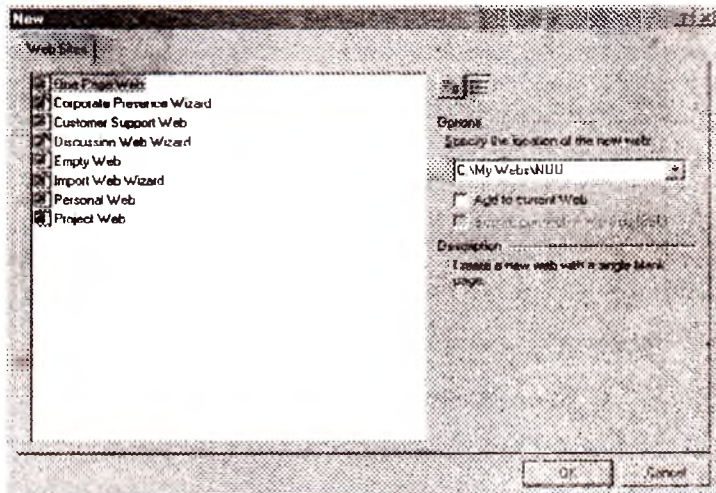 New
Web Sites
One Page Web
Corporate Presence Wizard
Customer Support Web
Discussion Web Wizard
Empty Web
Import Web Wizard
Personal Web
Project Web
Options
Specify the location of the new web:
C:\My Webs\NUU
Add to current Web
Description
Create a new web with a single blank
page.
OK
Cancel